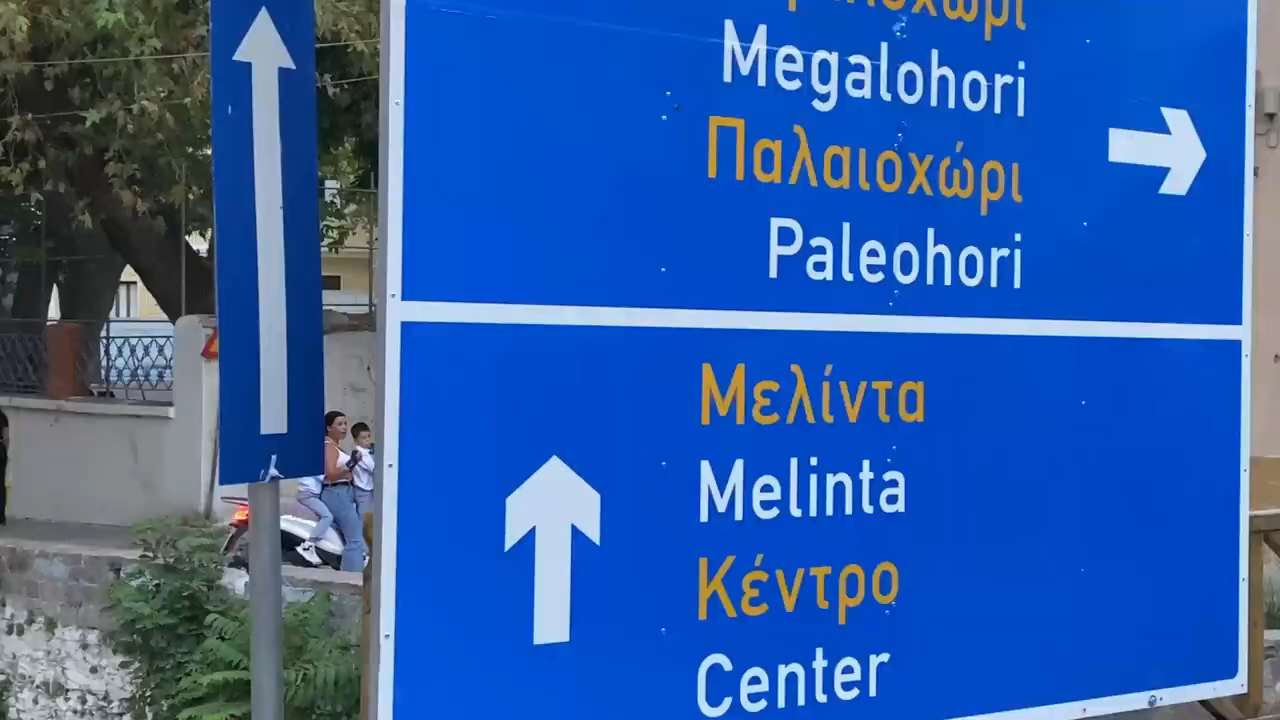 Megalohori
Παλαιοχώρι
Paleohori
Μελίντα
Melinta
Κέντρο
Center